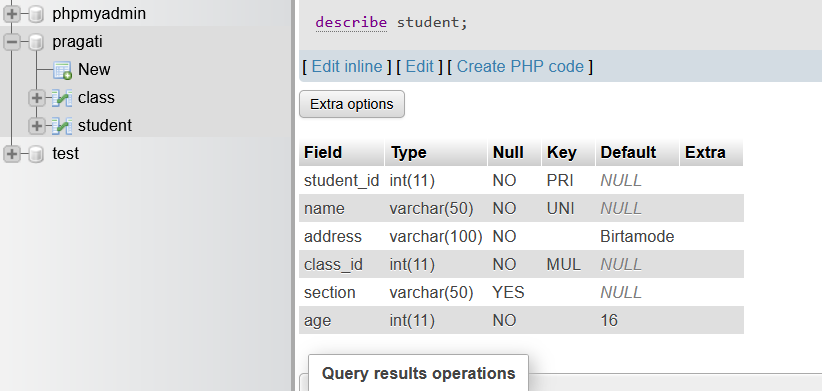 phpmyadmin
pragati
New
class
student
test
describe student;
[ Edit inline ] [ Edit ] [ Create PHP code ]
Extra options
Field Type Null Key Default Extra
student_id int(11) NO PRI NULL
name varchar(50) NO UNI NULL
address varchar(100) NO Birtamode
class_id int(11) NO MUL NULL
section varchar(50) YES NULL
age int(11) NO 16
Query results operations